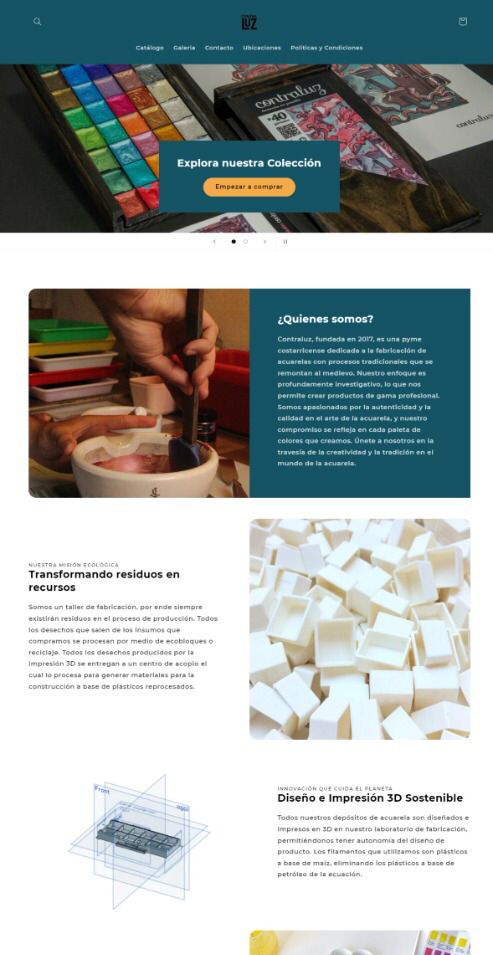 LUZ
Catálogo Galería Contacto Ubicaciones Políticas y Condiciones
contraluz
40
Explora nuestra Colección
Empezar a comprar
¿Quienes somos?
Contraluz, fundada en 2017, es una pyme
costarricense dedicada a la fabricación de
acuarelas con procesos tradicionales que se
remontan al medievo. Nuestro enfoque es
profundamente investigativo, lo que nos
permite crear productos de gama profesional.
Somos apasionados por la autenticidad y la
calidad en el arte de la acuarela, y nuestro
compromiso se refleja en cada paleta de
colores que creamos. Únete a nosotros en la
travesía de la creatividad y la tradición en el
mundo de la acuarela.
NUESTRA MISIÓN ECOLÓGICA
Transformando residuos en
recursos
Somos un taller de fabricación, por ende siempre
existirán residuos en el proceso de producción. Todos
los desechos que salen de los insumos que
compramos se procesan por medio de ecobloques o
reciclaje. Todos los desechos producidos por la
impresión 3D se entregan a un centro de acopio el
cual lo procesa para generar materiales para la
construcción a base de plásticos reprocesados.
Front
INNOVACIÓN QUE CUIDA EL PLANETA
Diseño e Impresión 3D Sostenible
Todos nuestros depósitos de acuarela son diseñados e
impresos en 3D en nuestro laboratorio de fabricación,
permitiéndonos tener autonomía del diseño de
producto. Los filamentos que utilizamos son plásticos
a base de maíz, eliminando los plásticos a base de
petróleo de la ecuación.